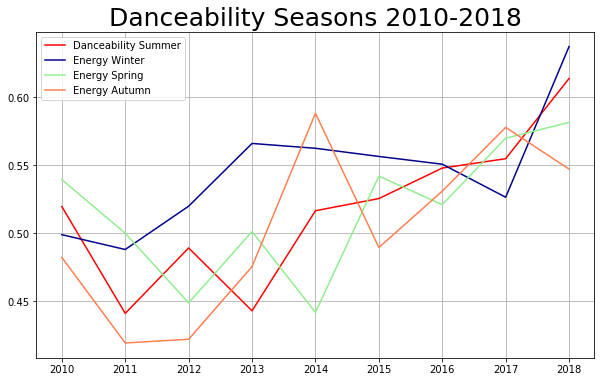 Danceability Seasons 2010-2018
Danceability Summer
Energy Winter
Energy Spring
Energy Autumn
0.60
0.55
0.50
0.45
2010 2011 2012 2013 2014 2015 2016 2017 2018